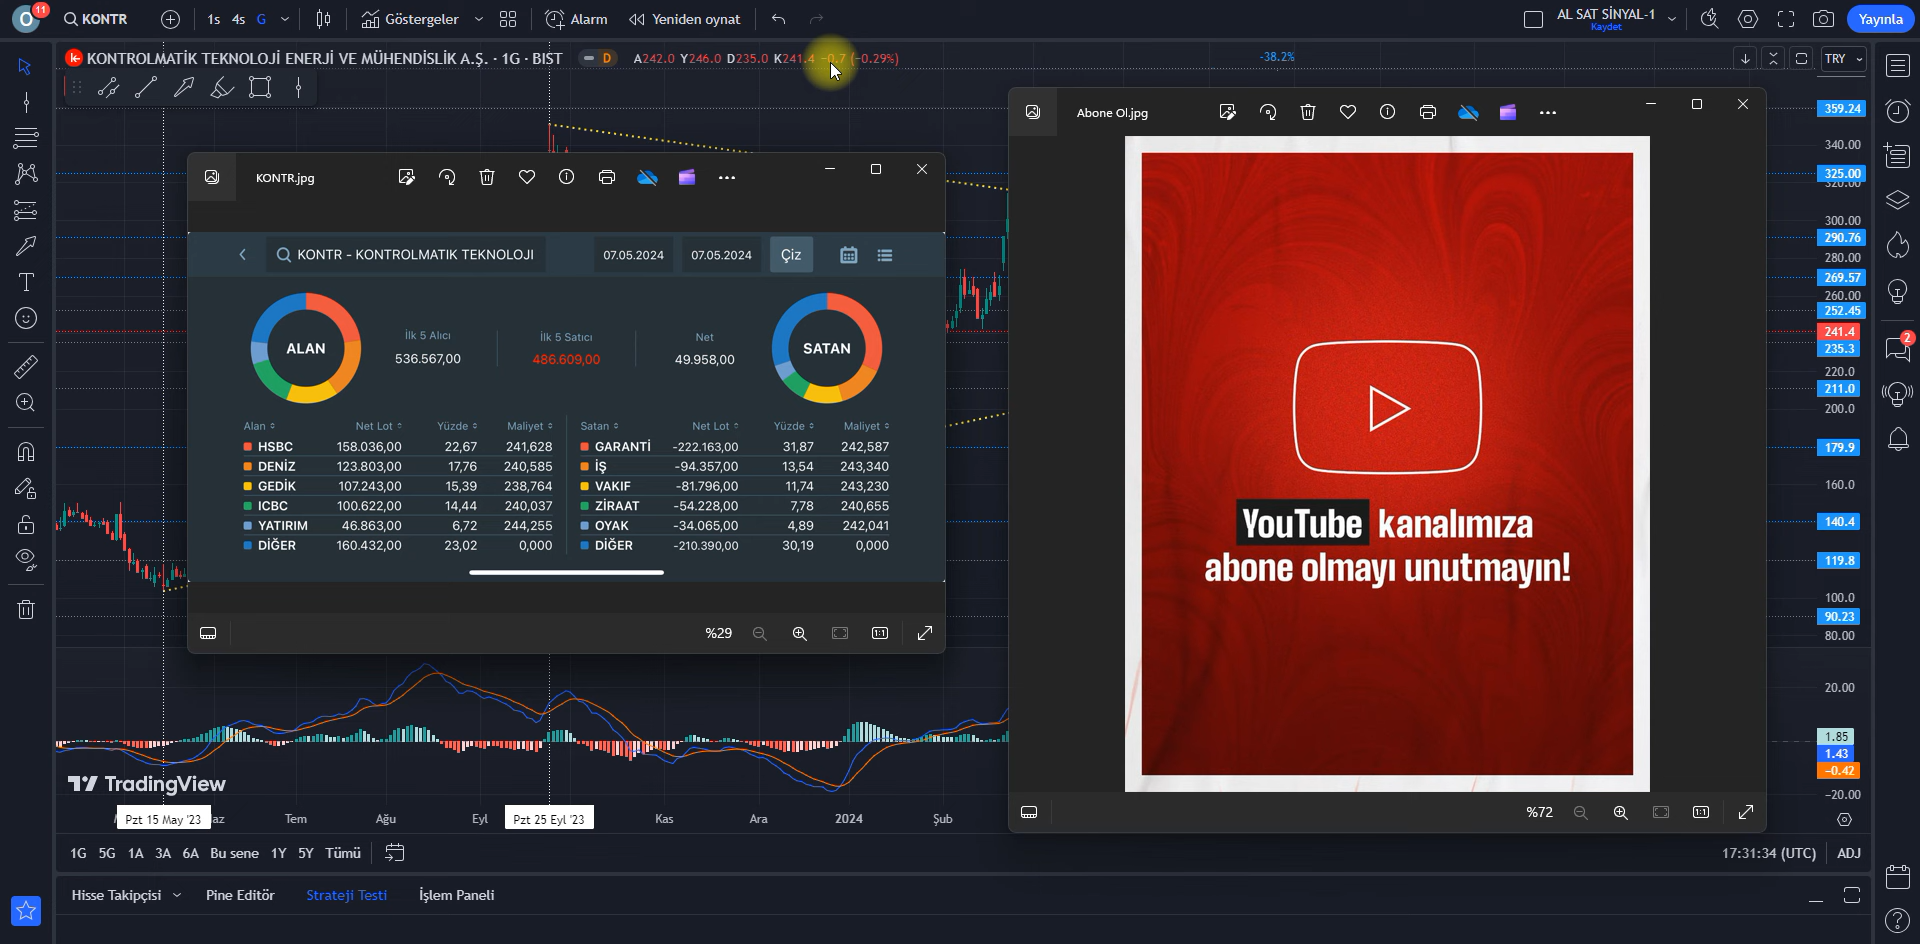 O
11
KONTR
1s
4s
G
Göstergeler
Alarm
Yeniden oynat
AL SAT SİNYAL-1
Kaydet
Yayınla
KONTROLMATİK TEKNOLOJİ ENERJİ VE MÜHENDİSLİK A.Ş. · 1G · BIST
D
A242.0 Y246.0 D235.0 K241.4 −0.7 (−0.29%)
-38.2%
TRY
KONTR.jpg
KONTR - KONTROLMATIK TEKNOLOJI
07.05.2024
07.05.2024
Çiz
ALAN
İlk 5 Alıcı
536.567,00
İlk 5 Satıcı
486.609,00
Net
49.958,00
SATAN
Alan Net Lot Yüzde Maliyet
HSBC 158.036,00 22,67 241,628
DENİZ 123.803,00 17,76 240,585
GEDİK 107.243,00 15,39 238,764
ICBC 100.622,00 14,44 240,037
YATIRIM 46.863,00 6,72 244,255
DİĞER 160.432,00 23,02 0,000
Satan Net Lot Yüzde Maliyet
GARANTİ -222.163,00 31,87 242,587
İŞ -94.357,00 13,54 243,340
VAKIF -81.796,00 11,74 243,230
ZİRAAT -54.228,00 7,78 240,655
OYAK -34.065,00 4,89 242,041
DİĞER -210.390,00 30,19 0,000
%29
1:1
Abone Ol.jpg
YouTube kanalımıza
abone olmayı unutmayın!
%72
1:1
359.24
340.00
325.00
320.00
300.00
290.76
280.00
269.57
260.00
252.45
241.4
235.3
220.0
211.0
200.0
179.9
160.0
140.4
119.8
100.0
90.23
80.00
20.00
1.85
1.43
−0.42
−20.00
2
TradingView
Pzt 15 May '23
az
Tem
Ağu
Eyl
Pzt 25 Eyl '23
Kas
Ara
2024
Şub
1G 5G 1A 3A 6A Bu sene 1Y 5Y Tümü
17:31:34 (UTC)
ADJ
Hisse Takipçisi
Pine Editör
Strateji Testi
İşlem Paneli